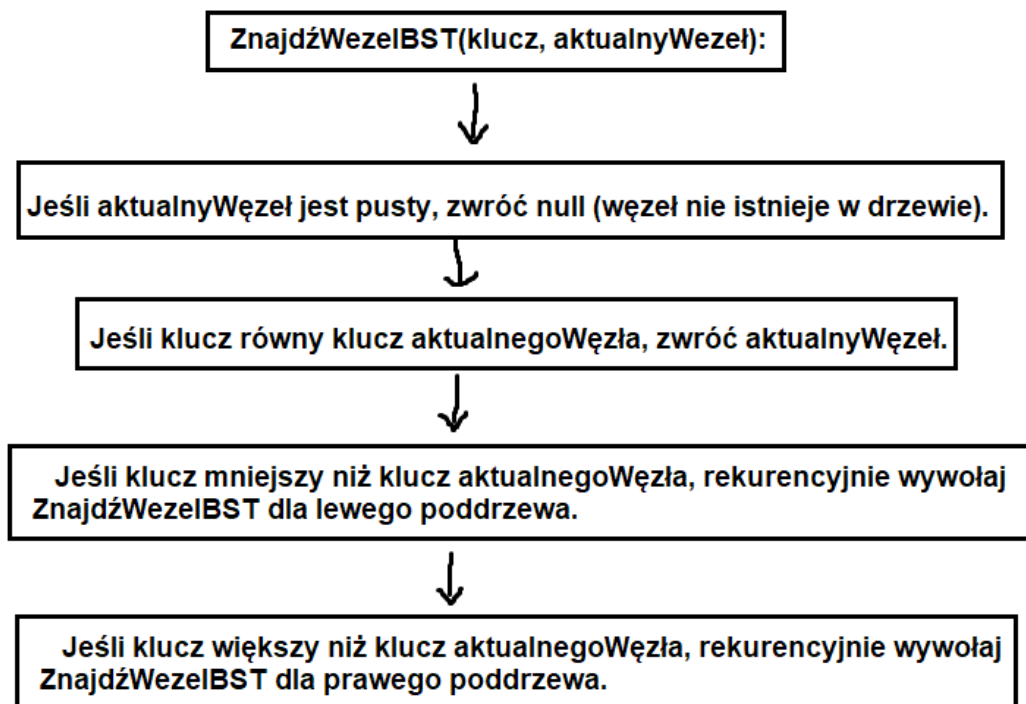 ZnajdźWezelBST(klucz, aktualnyWezeł):
Jeśli aktualnyWęzeł jest pusty, zwróć null (węzeł nie istnieje w drzewie).
Jeśli klucz równy klucz aktualnegoWęzła, zwróć aktualnyWęzeł.
Jeśli klucz mniejszy niż klucz aktualnegoWęzła, rekurencyjnie wywołaj
ZnajdźWezelBST dla lewego poddrzewa.
Jeśli klucz większy niż klucz aktualnegoWęzła, rekurencyjnie wywołaj
ZnajdźWezelBST dla prawego poddrzewa.